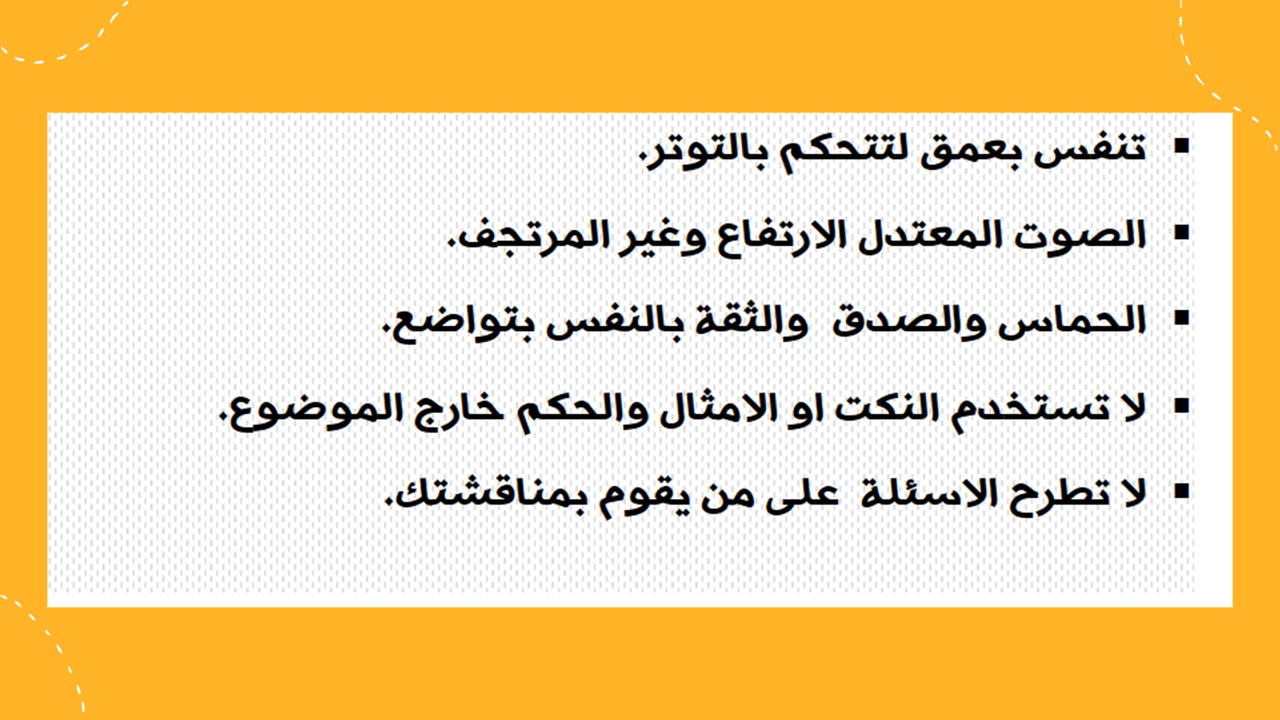 ▪ تنفس بعمق لتتحكم بالتوتر.
▪ الصوت المعتدل الارتفاع وغير المرتجف.
▪ الحماس والصدق والثقة بالنفس بتواضع.
▪ لا تستخدم النكت او الامثال والحكم خارج الموضوع.
▪ لا تطرح الاسئلة على من يقوم بمناقشتك.